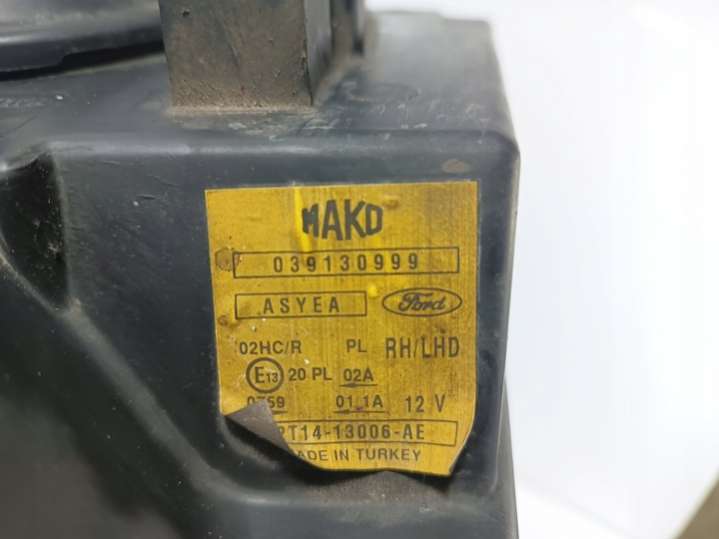 MAKO
039130999
ASYEA Ford
02HC/R PL RH/LHD
E13 20 PL 02A
0759 01 1A 12 V
T14-13006-AE
ADE IN TURKEY